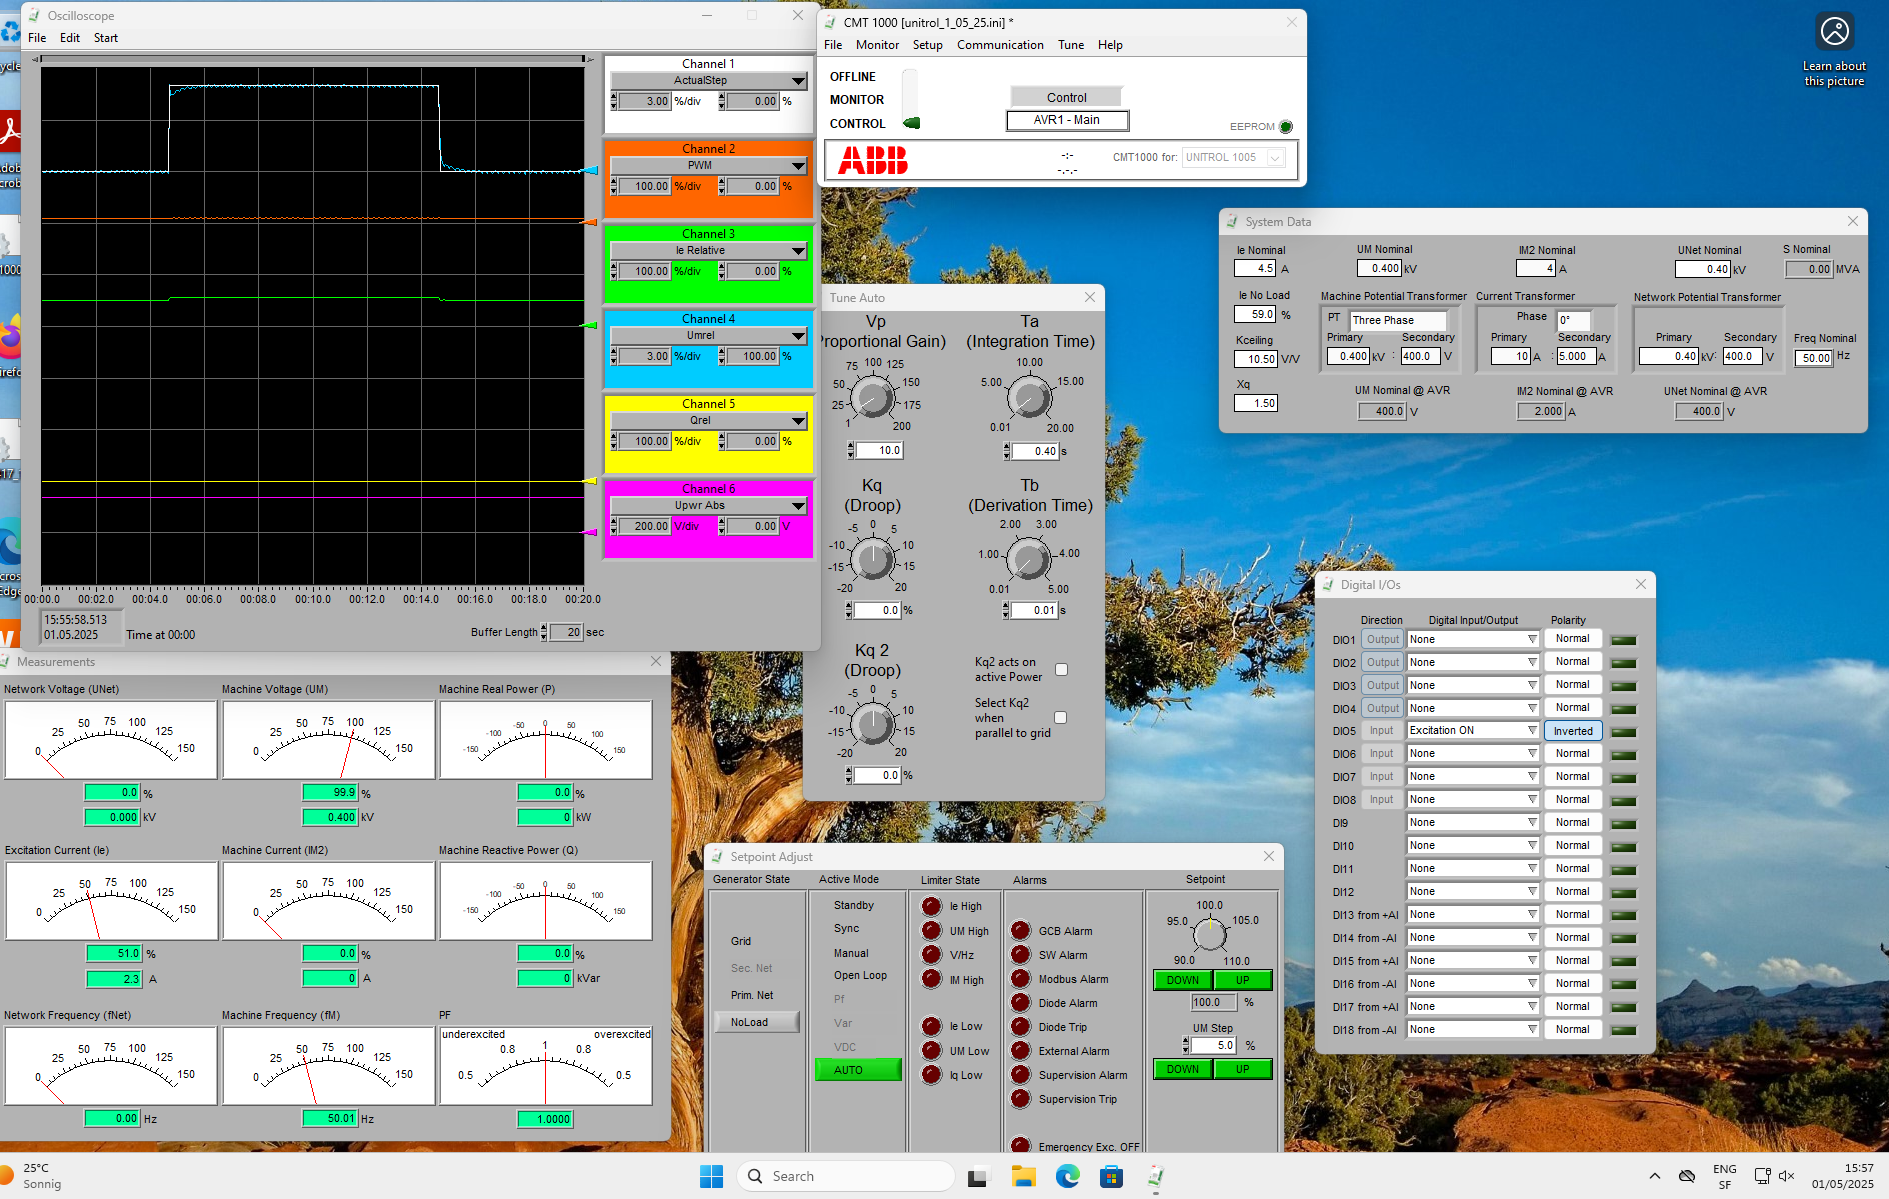 Oscilloscope
File Edit Start
Channel 1
ActualStep
3.00 %/div 0.00 %
Channel 2
PWM
100.00 %/div 0.00 %
Channel 3
Ie Relative
100.00 %/div 0.00 %
Channel 4
Umrel
3.00 %/div 100.00 %
Channel 5
Qrel
100.00 %/div 0.00 %
Channel 6
Upwr Abs
200.00 V/div 0.00 V
00:00.0 00:02.0 00:04.0 00:06.0 00:08.0 00:10.0 00:12.0 00:14.0 00:16.0 00:18.0 00:20.0
15:55:58.513
01.05.2025
Time at 00:00
Buffer Length 20 sec
CMT 1000 [unitrol_1_05_25.ini] *
File Monitor Setup Communication Tune Help
OFFLINE
MONITOR
CONTROL
Control
AVR1 - Main
EEPROM
ABB
-:-
-.-.-
CMT1000 for: UNITROL 1005
Learn about
this picture
System Data
Ie Nominal UM Nominal IM2 Nominal UNet Nominal S Nominal
4.5 A 0.400 kV 4 A 0.40 kV 0.00 MVA
Ie No Load Machine Potential Transformer Current Transformer Network Potential Transformer
59.0 % PT Three Phase Phase 0°
Kceiling Primary Secondary Primary Secondary Primary Secondary Freq Nominal
10.50 V/V 0.400 kV : 400.0 V 10 A : 5.000 A 0.40 kV: 400.0 V 50.00 Hz
Xq UM Nominal @ AVR IM2 Nominal @ AVR UNet Nominal @ AVR
1.50 400.0 V 2.000 A 400.0 V
Tune Auto
Vp Ta
Proportional Gain) (Integration Time)
1 25 50 75 100 125 150 175 200
0.01 5.00 10.00 15.00 20.00
10.0 0.40 s
Kq Tb
(Droop) (Derivation Time)
-20 -15 -10 -5 0 5 10 15 20
0.01 1.00 2.00 3.00 4.00 5.00
0.0 % 0.01 s
Kq 2
(Droop)
-20 -15 -10 -5 0 5 10 15 20
0.0 %
Kq2 acts on
active Power
Select Kq2
when
parallel to grid
Digital I/Os
Direction Digital Input/Output Polarity
DIO1 Output None Normal
DIO2 Output None Normal
DIO3 Output None Normal
DIO4 Output None Normal
DIO5 Input Excitation ON Inverted
DIO6 Input None Normal
DIO7 Input None Normal
DIO8 Input None Normal
DI9 None Normal
DI10 None Normal
DI11 None Normal
DI12 None Normal
DI13 from +AI None Normal
DI14 from -AI None Normal
DI15 from +AI None Normal
DI16 from -AI None Normal
DI17 from +AI None Normal
DI18 from -AI None Normal
Measurements
Network Voltage (UNet) Machine Voltage (UM) Machine Real Power (P)
0 25 50 75 100 125 150
0 25 50 75 100 125 150
-150 -100 -50 0 50 100 150
0.0 % 99.9 % 0.0 %
0.000 kV 0.400 kV 0 kW
Excitation Current (Ie) Machine Current (IM2) Machine Reactive Power (Q)
0 25 50 75 100 125 150
0 25 50 75 100 125 150
-150 -100 -50 0 50 100 150
51.0 % 0.0 % 0.0 %
2.3 A 0 A 0 kVar
Network Frequency (fNet) Machine Frequency (fM) PF
0 25 50 75 100 125 150
0 25 50 75 100 125 150
underexcited overexcited
0.5 0.8 1 0.8 0.5
0.00 Hz 50.01 Hz 1.0000
Setpoint Adjust
Generator State Active Mode Limiter State Alarms Setpoint
Grid
Sec. Net
Prim. Net
NoLoad
Standby
Sync
Manual
Open Loop
Pf
Var
VDC
AUTO
Ie High
UM High
V/Hz
IM High
Ie Low
UM Low
Iq Low
GCB Alarm
SW Alarm
Modbus Alarm
Diode Alarm
Diode Trip
External Alarm
Supervision Alarm
Supervision Trip
Emergency Exc. OFF
90.0 95.0 100.0 105.0 110.0
DOWN UP
100.0 %
UM Step
5.0 %
DOWN UP
25°C
Sonnig
Search
ENG
SF
15:57
01/05/2025